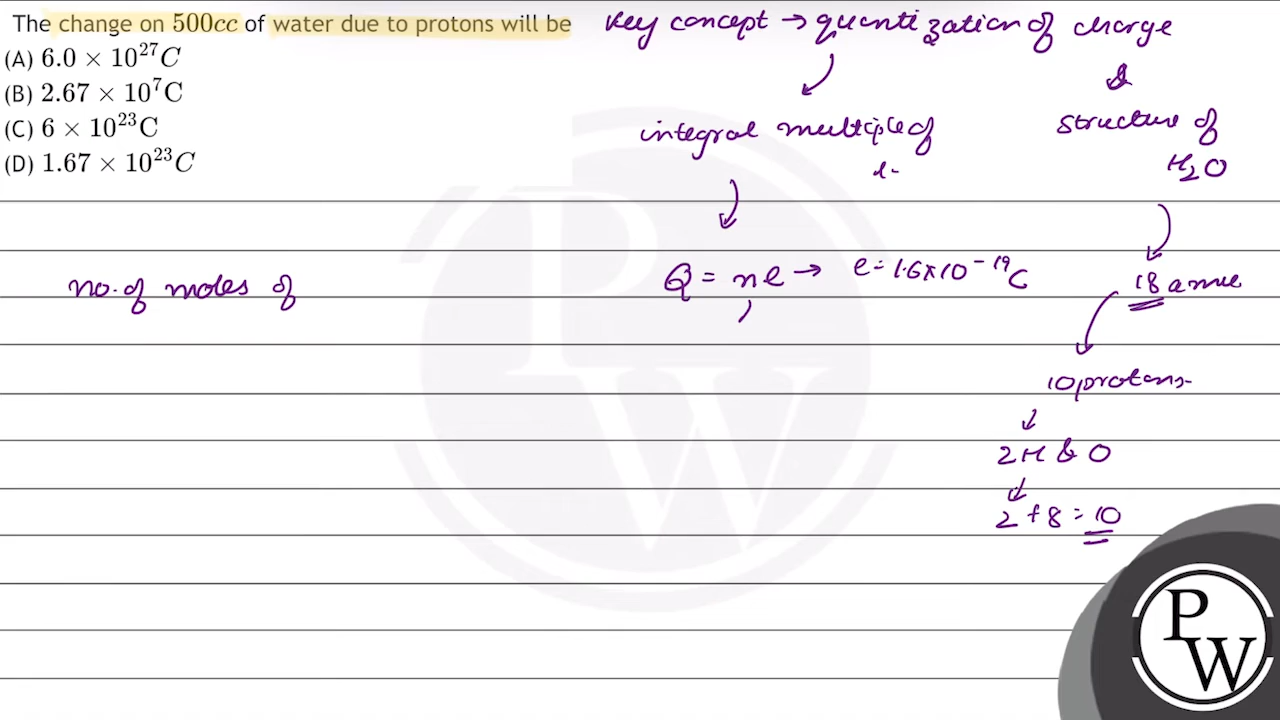 The change on 500cc of water due to protons will be
(A) 6.0 × 10^27 C
(B) 2.67 × 10^7 C
(C) 6 × 10^23 C
(D) 1.67 × 10^23 C
Key concept → quantization of charge
&
integral multiple of
e-
structure of
H2O
Q = ne → e = 1.6×10^-19 C
18 amu
10 protons-
2H & O
2 + 8 = 10
no. of moles of
PW
PW